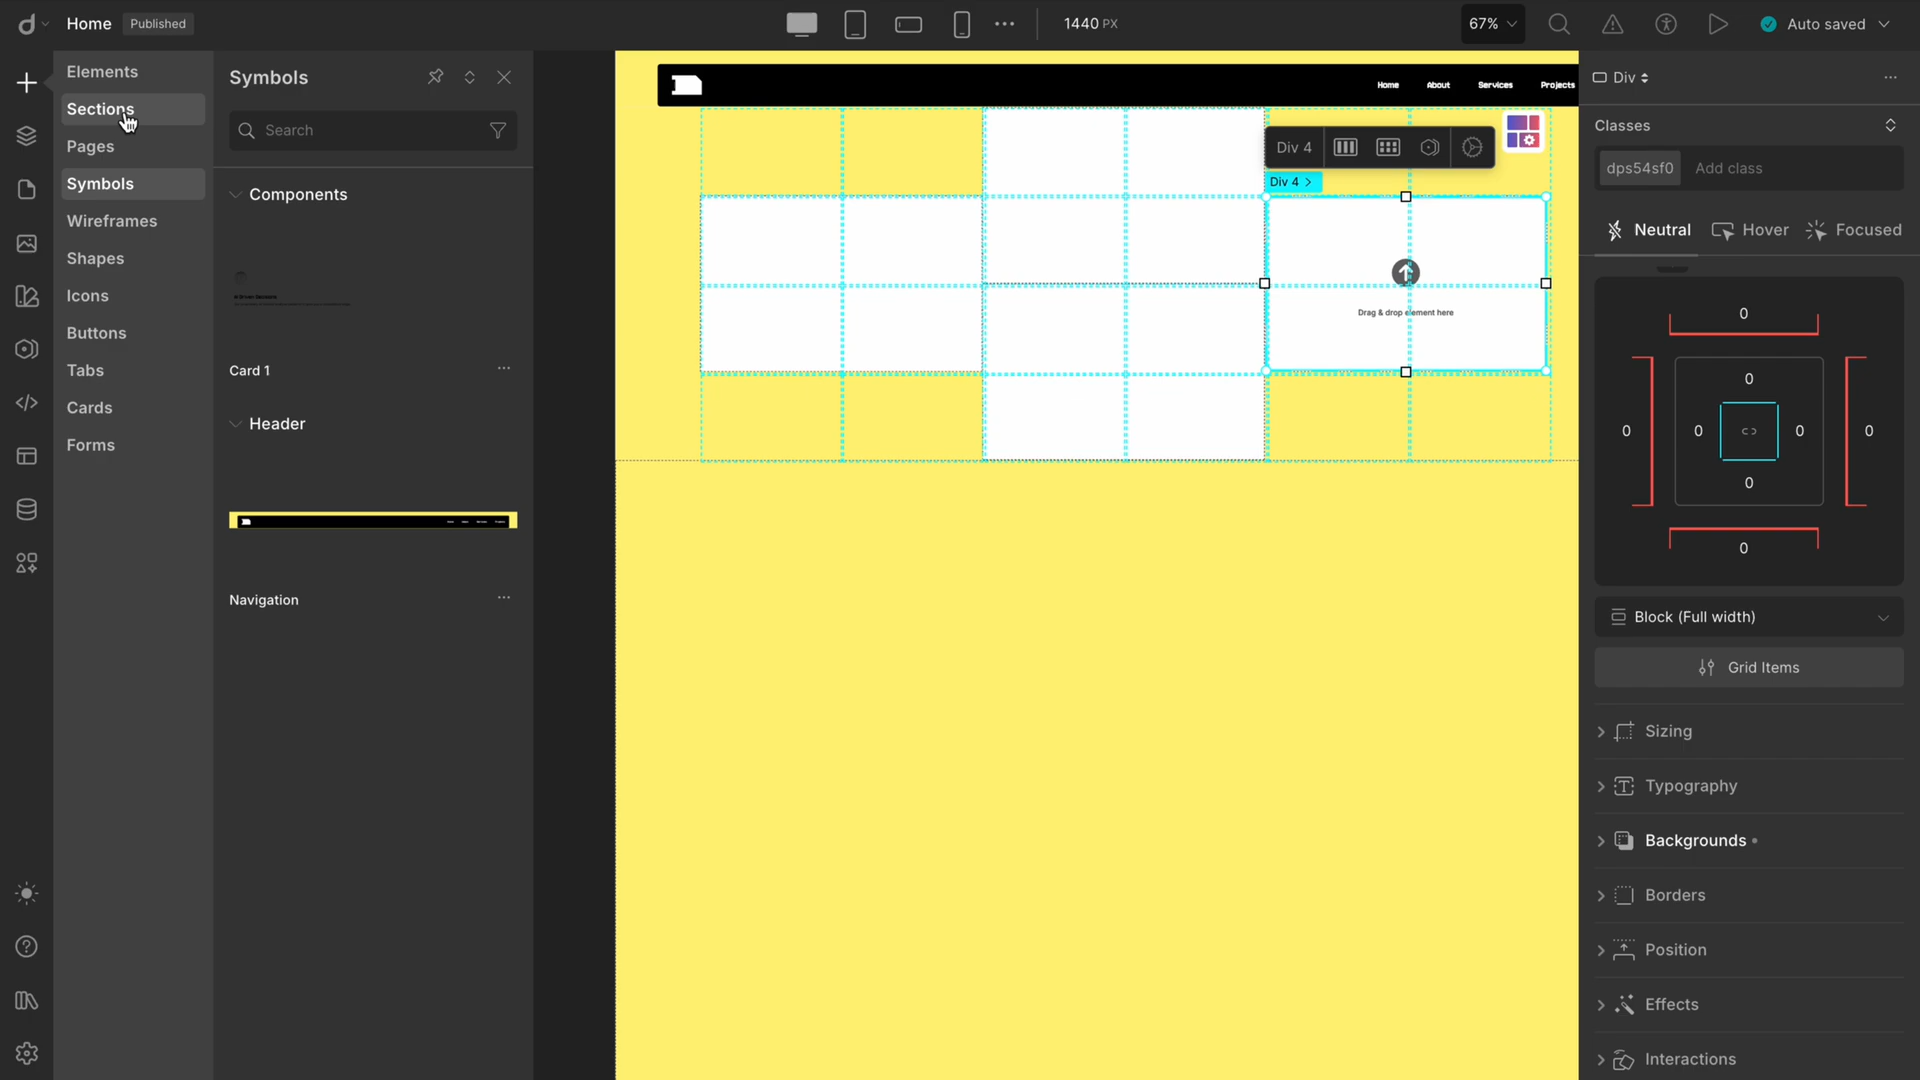 Home Published
1440 PX
67%
Auto saved
Elements
Sections
Pages
Symbols
Wireframes
Shapes
Icons
Buttons
Tabs
Cards
Forms
Symbols
Search
Components
Card 1
Header
Navigation
Home About Services Projects
Div 4
Div 4
Drag & drop element here
Div
Classes
dps54sf0 Add class
Neutral Hover Focused
0
0
0 0 0 0
0
0
Block (Full width)
Grid Items
Sizing
Typography
Backgrounds
Borders
Position
Effects
Interactions